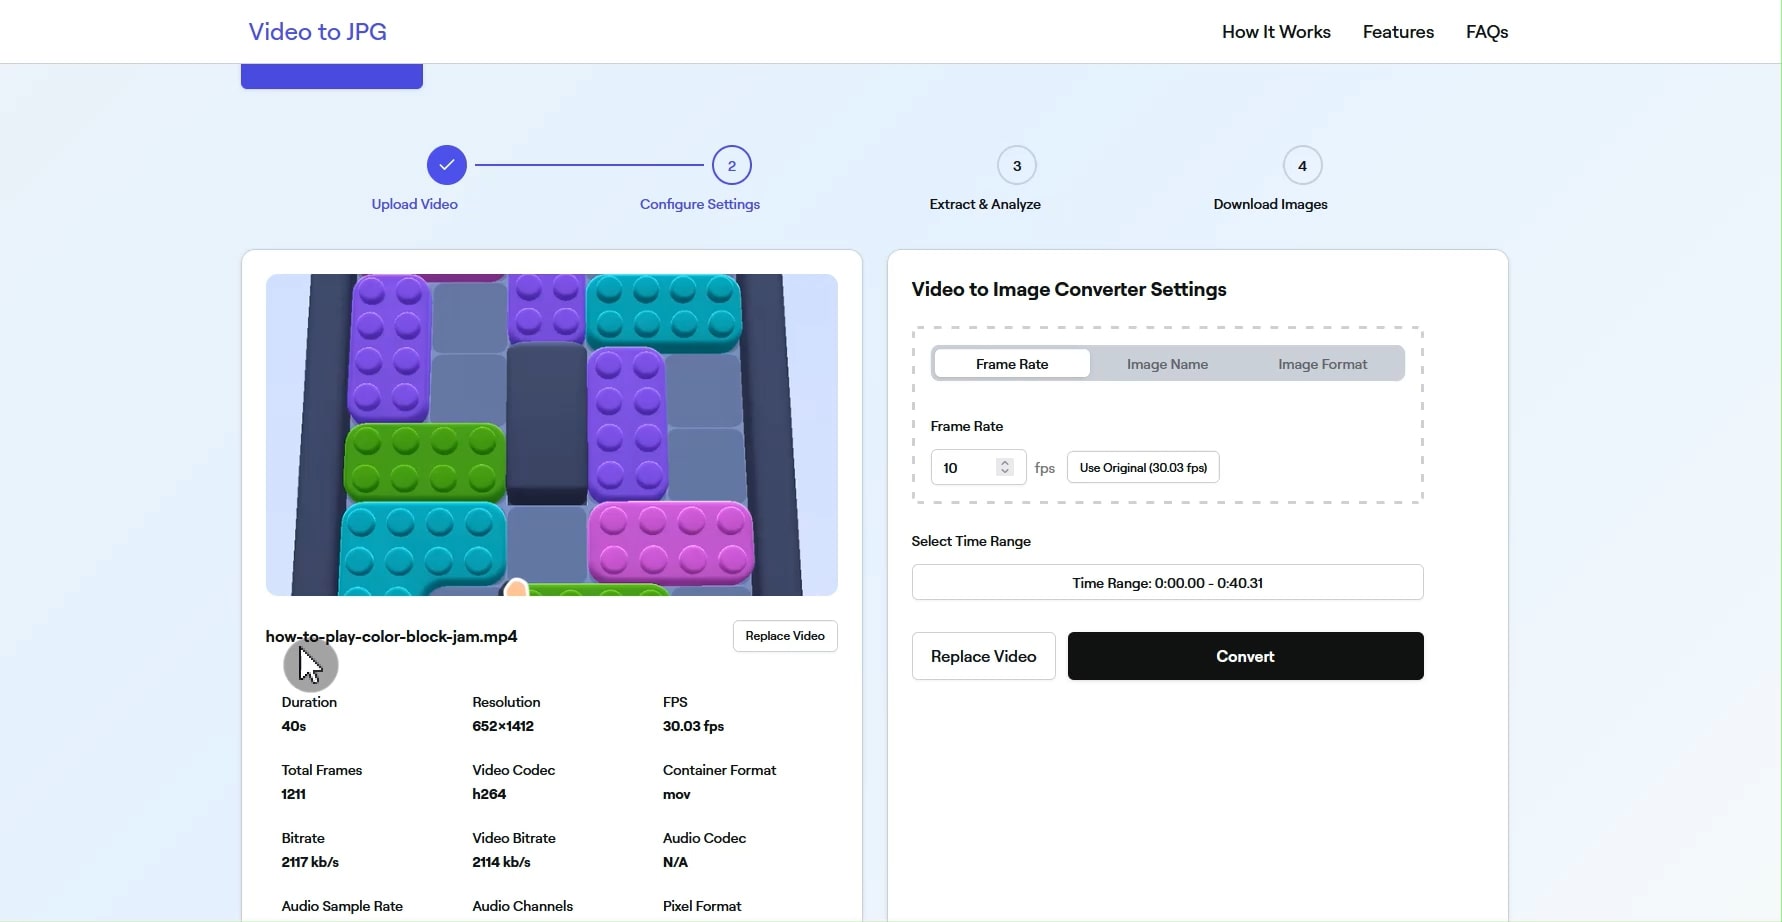 Video to JPG
How It Works
Features
FAQs
2
3
4
Upload Video
Configure Settings
Extract & Analyze
Download Images
how-to-play-color-block-jam.mp4
Replace Video
Duration
40s
Resolution
652×1412
FPS
30.03 fps
Total Frames
1211
Video Codec
h264
Container Format
mov
Bitrate
2117 kb/s
Video Bitrate
2114 kb/s
Audio Codec
N/A
Audio Sample Rate
Audio Channels
Pixel Format
Video to Image Converter Settings
Frame Rate
Image Name
Image Format
Frame Rate
10
fps
Use Original (30.03 fps)
Select Time Range
Time Range: 0:00.00 - 0:40.31
Replace Video
Convert